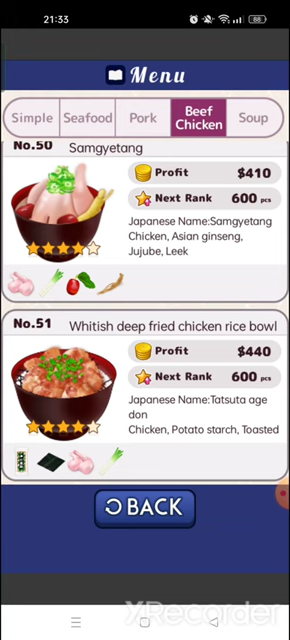 21:33
88
Menu
Simple
Seafood
Pork
Beef
Chicken
Soup
No.50 Samgyetang
Profit $410
Next Rank 600 pcs
Japanese Name:Samgyetang
Chicken, Asian ginseng,
Jujube, Leek
No.51 Whitish deep fried chicken rice bowl
Profit $440
Next Rank 600 pcs
Japanese Name:Tatsuta age
don
Chicken, Potato starch, Toasted
BACK
XRecorder